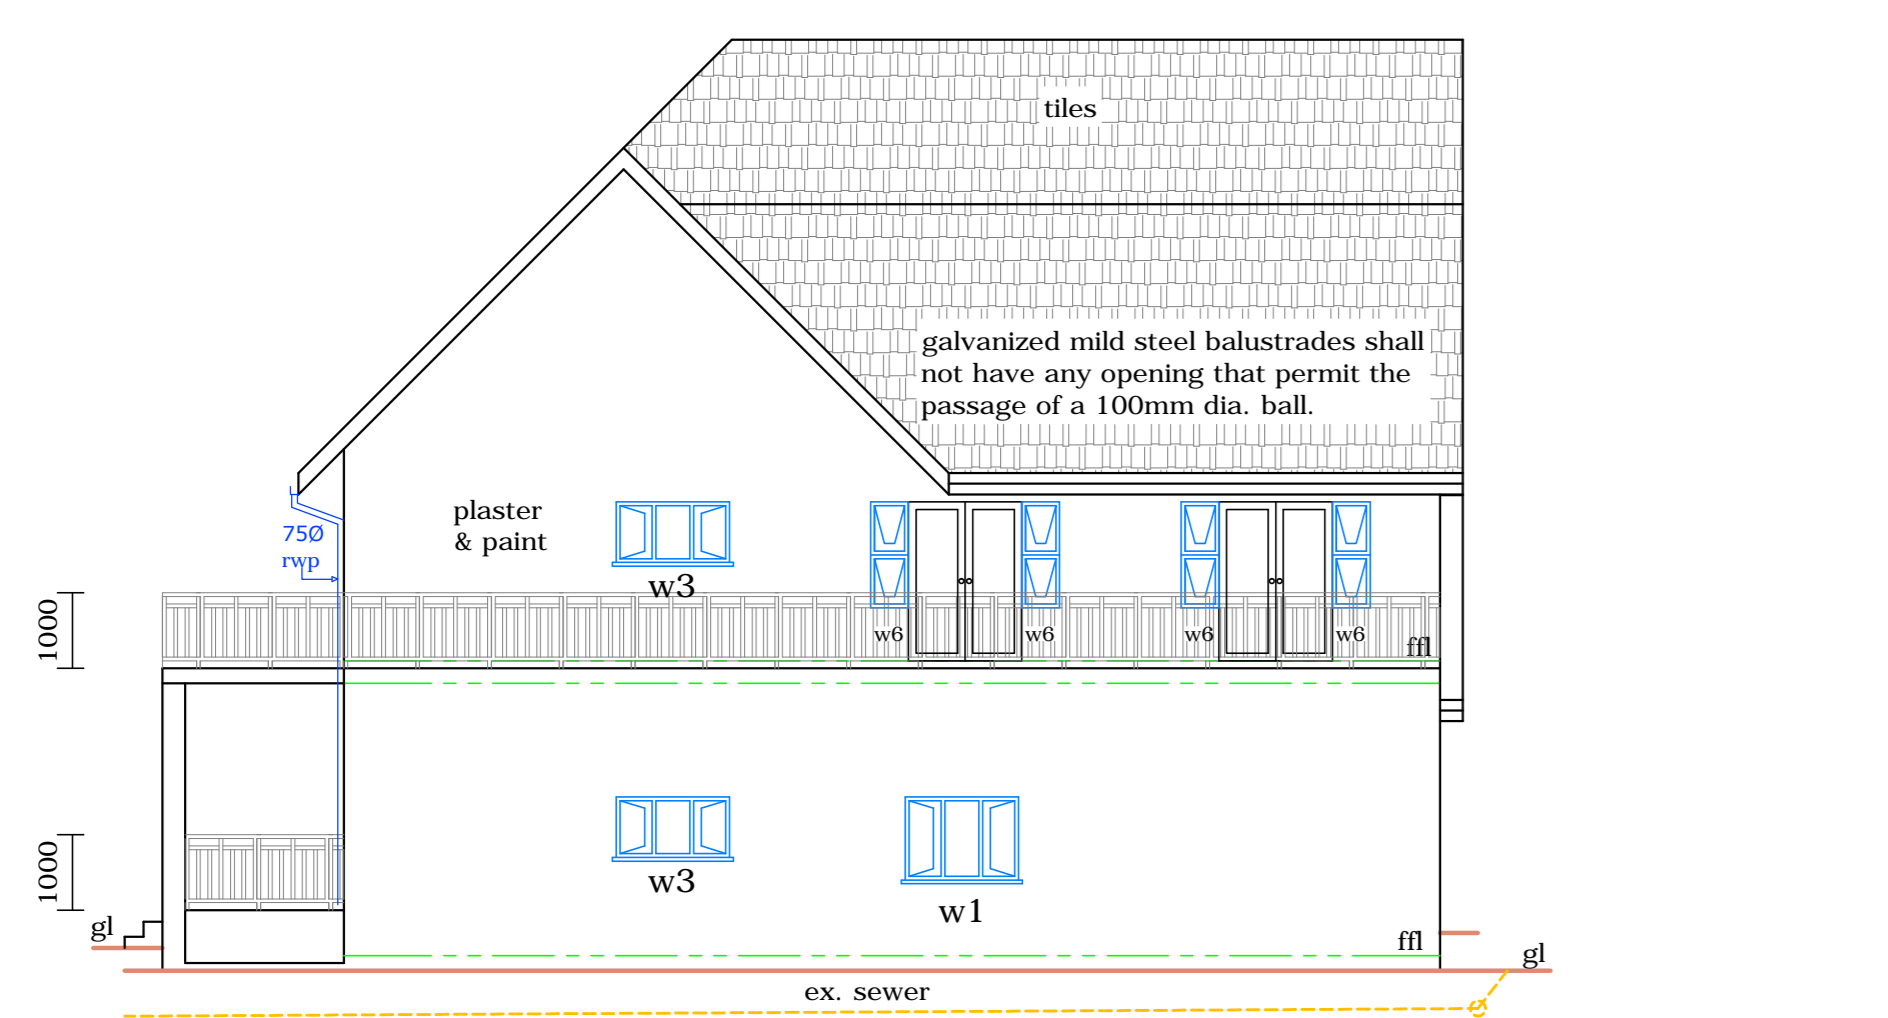 tiles
galvanized mild steel balustrades shall
not have any opening that permit the
passage of a 100mm dia. ball.
plaster
& paint
75Ø
rwp
w3
1000
w6
w6
w6
w6
ffl
1000
w3
w1
gl
ffl
gl
ex. sewer